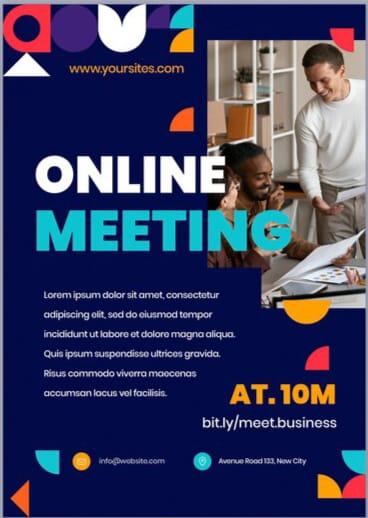 www.yoursites.com
ONLINE
MEETING
Lorem ipsum dolor sit amet, consectetur
adipiscing elit, sed do eiusmod tempor
incididunt ut labore et dolore magna aliqua.
Quis ipsum suspendisse ultrices gravida.
Risus commodo viverra maecenas
accumsan lacus vel facilisis.
AT. 10M
bit.ly/meet.business
info@website.com
Avenue Road 133, New City